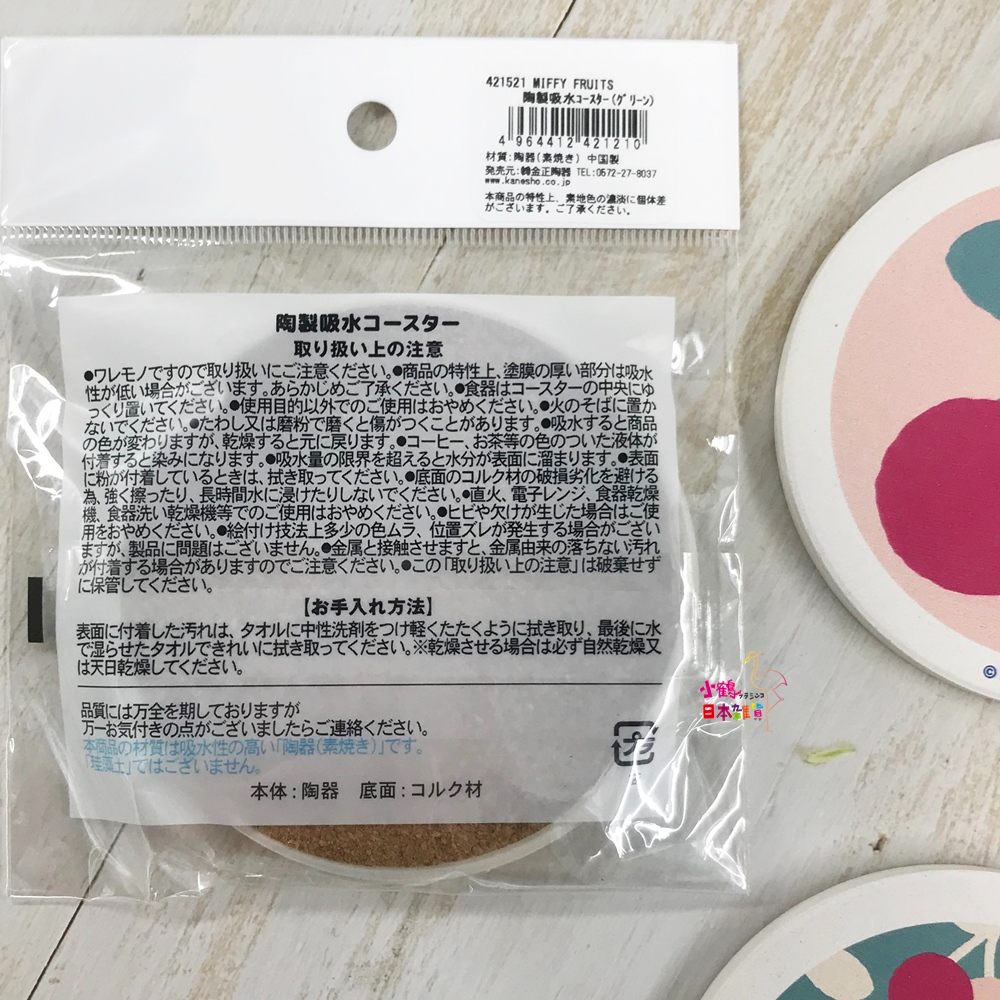 421521 MIFFY FRUITS
陶製吸水コースター(グリーン)
4 964412 421210
材質:陶器(素焼き) 中国製
発売元:㈱金正陶器 TEL:0572-27-8037
www.kanesho.co.jp
本商品の特性上、素地色の濃淡に個体差
がございます。ご了承ください。
陶製吸水コースター
取り扱い上の注意
●ワレモノですので取り扱いにご注意ください。●商品の特性上、塗膜の厚い部分は吸水
性が低い場合がございます。あらかじめご了承ください。●食器はコースターの中央にゆ
っくり置いてください。●使用目的以外でのご使用はおやめください。●火のそばに置か
ないでください。●たわし又は磨粉で磨くと傷がつくことがあります。●吸水すると商品
の色が変わりますが、乾燥すると元に戻ります。●コーヒー、お茶等の色のついた液体が
付着すると染みになります。●吸水量の限界を超えると水分が表面に溜まります。●表面
に粉が付着しているときは、拭き取ってください。●底面のコルク材の破損劣化を避ける
為、強く擦ったり、長時間水に浸けたりしないでください。●直火、電子レンジ、食器乾燥
機、食器洗い乾燥機等でのご使用はおやめください。●ヒビや欠けが生じた場合はご使
用をおやめください。●絵付け技法上多少の色ムラ、位置ズレが発生する場合がござい
ますが、製品に問題はございません。●金属と接触させますと、金属由来の落ちない汚れ
が付着する場合がありますのでご注意ください。●この「取り扱い上の注意」は破棄せず
に保管してください。
【お手入れ方法】
表面に付着した汚れは、タオルに中性洗剤をつけ軽くたたくように拭き取り、最後に水
で湿らせたタオルできれいに拭き取ってください。※乾燥させる場合は必ず自然乾燥又
は天日乾燥してください。
品質には万全を期しておりますが
万一お気付きの点がございましたらご連絡ください。
本商品の材質は吸水性の高い「陶器(素焼き)」です。
「珪藻土」ではございません。
プラ
本体:陶器 底面:コルク材
小鶴
日本雑貨
©